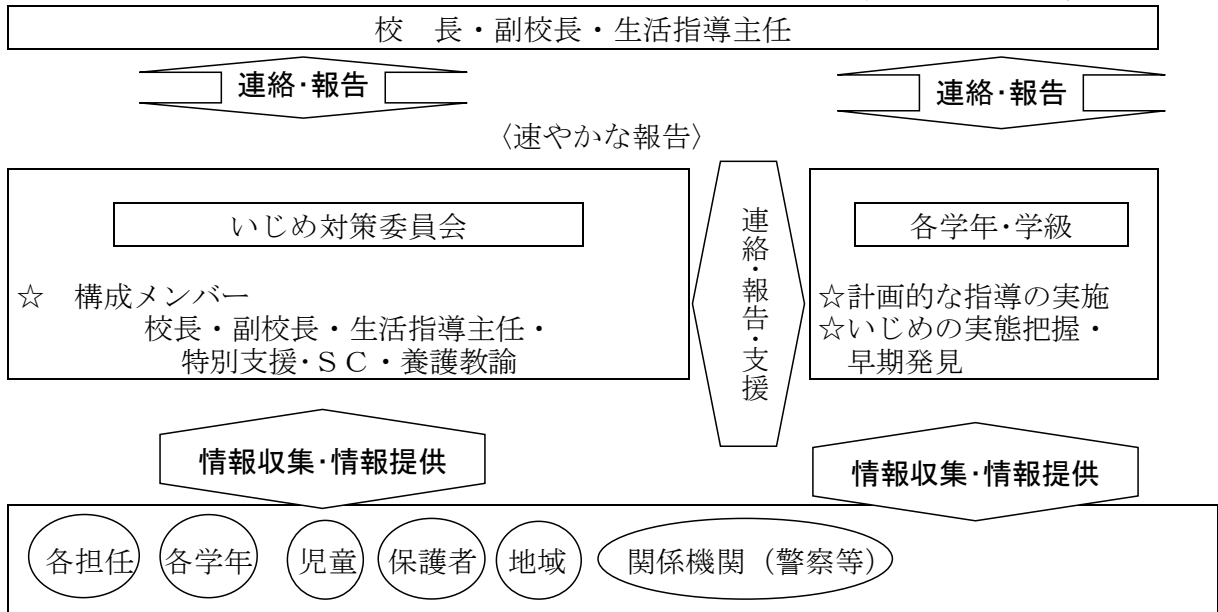 校　長・副校長・生活指導主任
連絡・報告
連絡・報告
〈速やかな報告〉
いじめ対策委員会
☆　構成メンバー
校長・副校長・生活指導主任・
特別支援・ＳＣ・養護教諭
連絡・報告・支援
各学年・学級
☆計画的な指導の実施
☆いじめの実態把握・
早期発見
情報収集・情報提供
情報収集・情報提供
各担任 各学年 児童 保護者 地域 関係機関（警察等）